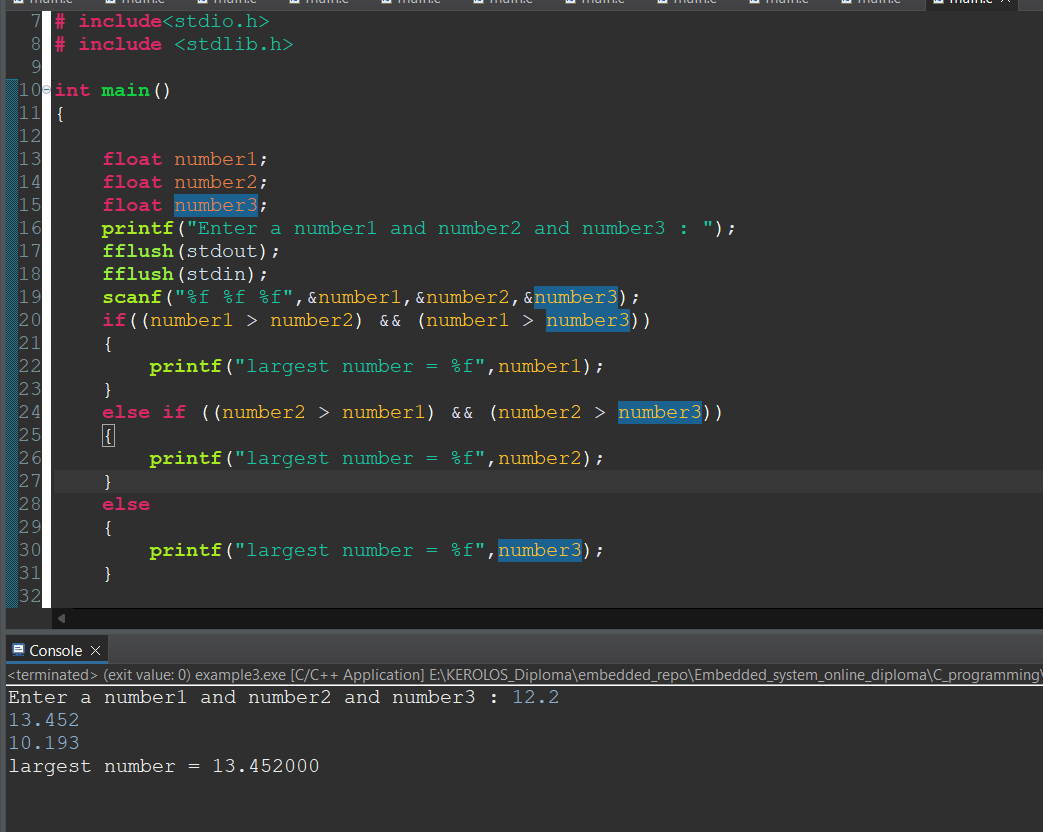 main.c main.c main.c main.c main.c main.c main.c main.c main.c main.c main.c
7 # include<stdio.h>
8 # include <stdlib.h>
9
10 int main()
11 {
12
13 float number1;
14 float number2;
15 float number3;
16 printf("Enter a number1 and number2 and number3 : ");
17 fflush(stdout);
18 fflush(stdin);
19 scanf("%f %f %f",&number1,&number2,&number3);
20 if((number1 > number2) && (number1 > number3))
21 {
22 printf("largest number = %f",number1);
23 }
24 else if ((number2 > number1) && (number2 > number3))
25 {
26 printf("largest number = %f",number2);
27 }
28 else
29 {
30 printf("largest number = %f",number3);
31 }
32
Console
<terminated> (exit value: 0) example3.exe [C/C++ Application] E:\KEROLOS_Diploma\embedded_repo\Embedded_system_online_diploma\C_programming\
Enter a number1 and number2 and number3 : 12.2
13.452
10.193
largest number = 13.452000